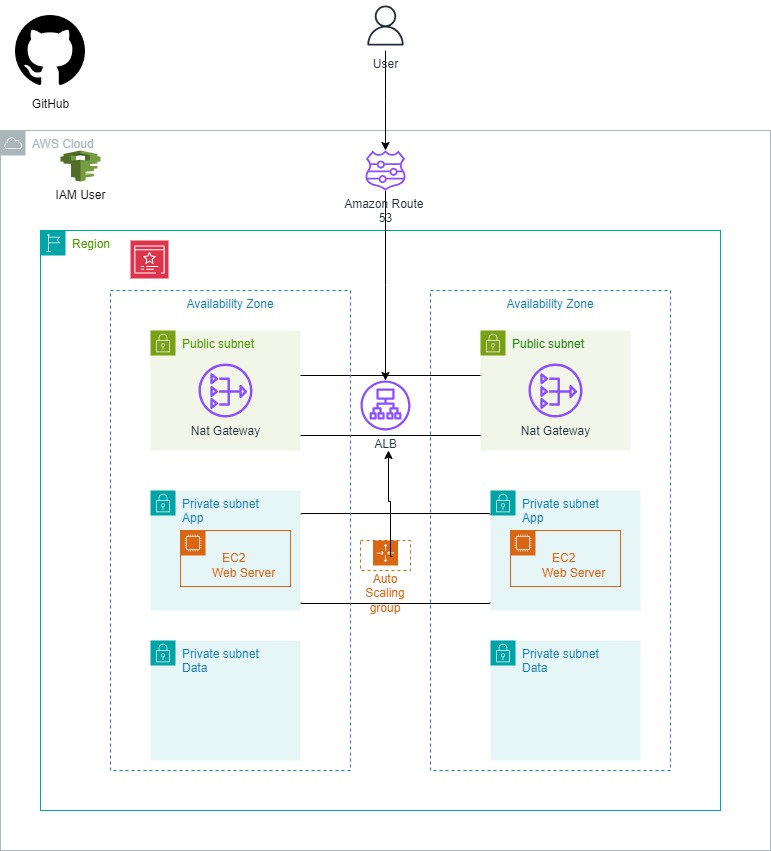 User
GitHub
AWS Cloud
IAM User
Amazon Route
53
Region
Availability Zone
Availability Zone
Public subnet
Public subnet
Nat Gateway
Nat Gateway
ALB
Private subnet
App
Private subnet
App
EC2
Web Server
EC2
Web Server
Auto
Scaling
group
Private subnet
Data
Private subnet
Data